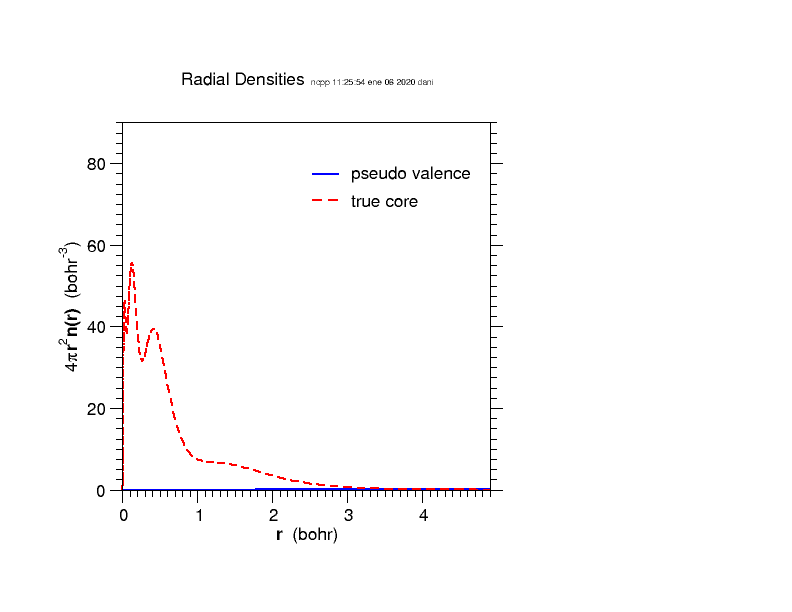 Radial Densities ncpp 11:25:54 ene 06 2020 dani
pseudo valence
true core
4πr²n(r) (bohr⁻³)
80
60
40
20
0
0 1 2 3 4
r (bohr)